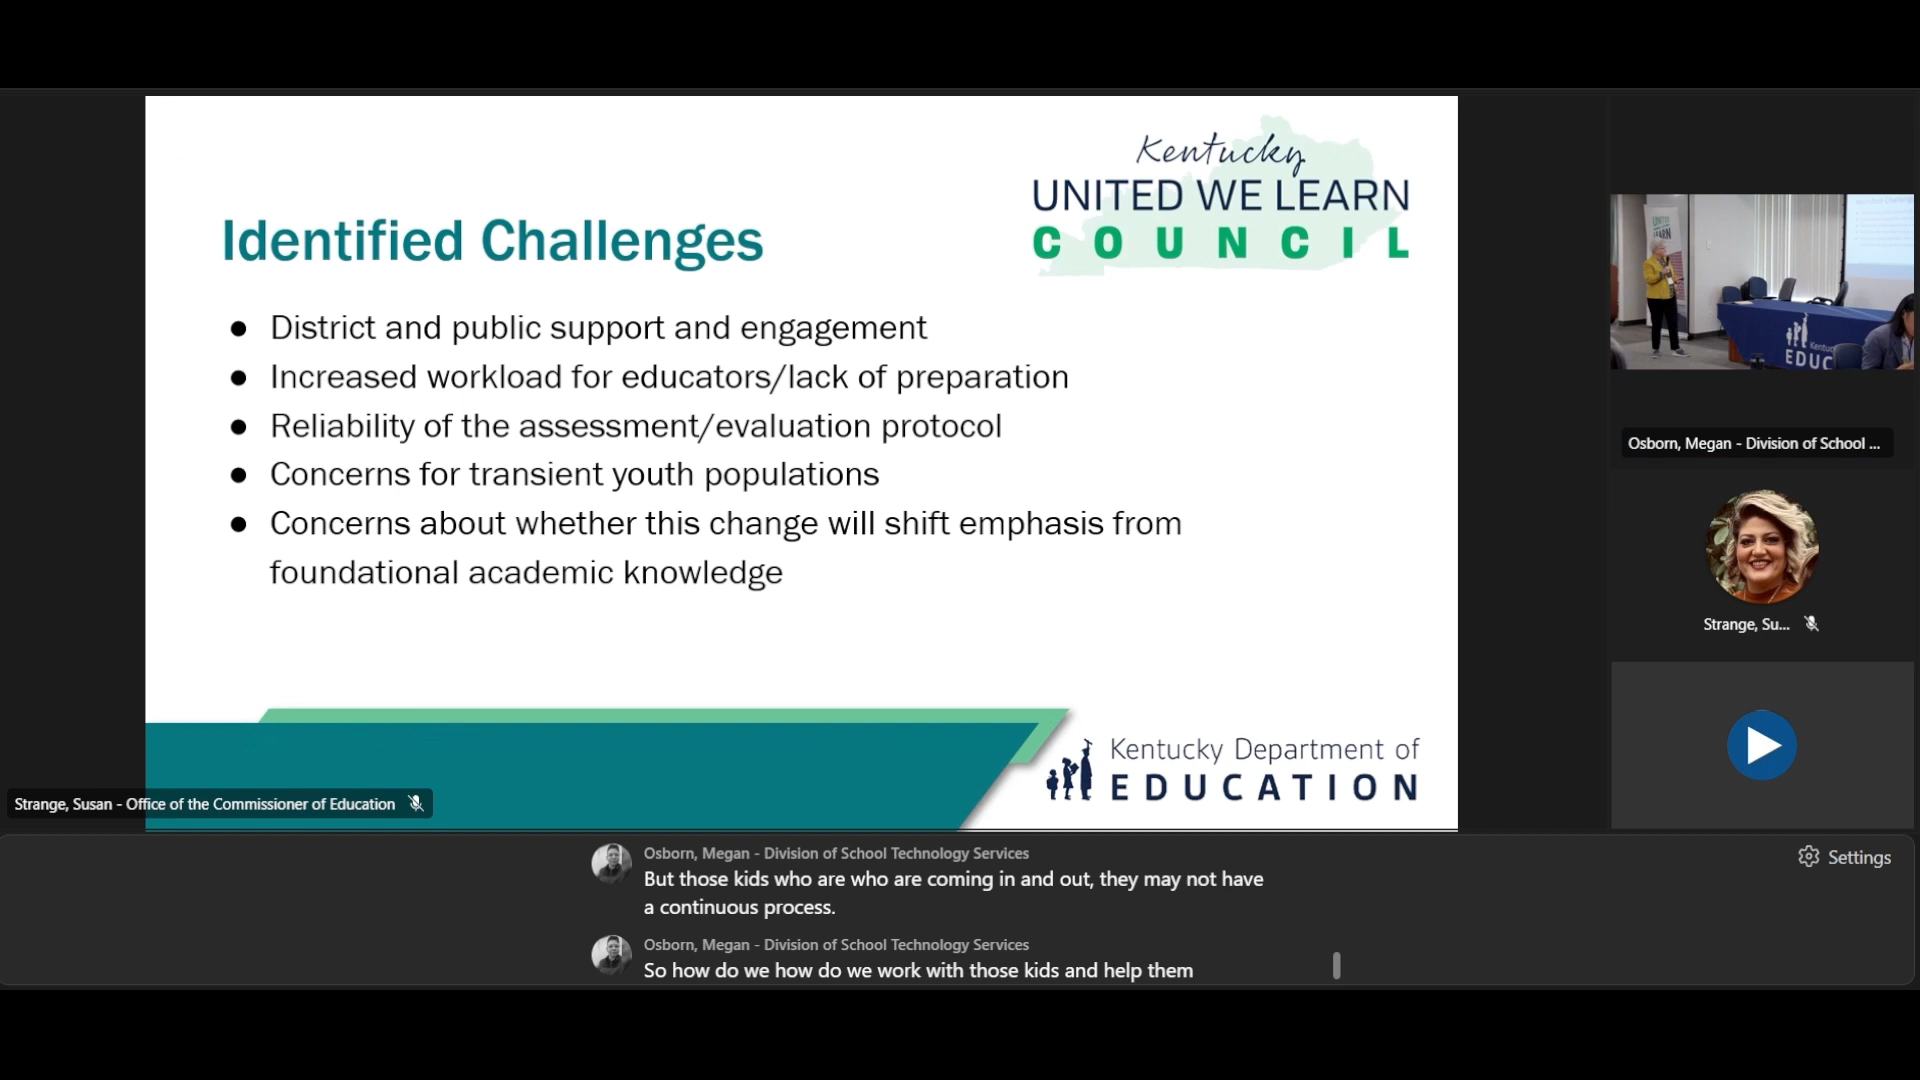 Kentucky
UNITED WE LEARN
COUNCIL
Identified Challenges
● District and public support and engagement
● Increased workload for educators/lack of preparation
● Reliability of the assessment/evaluation protocol
● Concerns for transient youth populations
● Concerns about whether this change will shift emphasis from
foundational academic knowledge
Kentucky Department of
EDUCATION
Strange, Susan - Office of the Commissioner of Education
UNITED
LEARN
EDUC
Osborn, Megan - Division of School ...
Strange, Su...
Osborn, Megan - Division of School Technology Services
But those kids who are who are coming in and out, they may not have
a continuous process.
Osborn, Megan - Division of School Technology Services
So how do we how do we work with those kids and help them
Settings